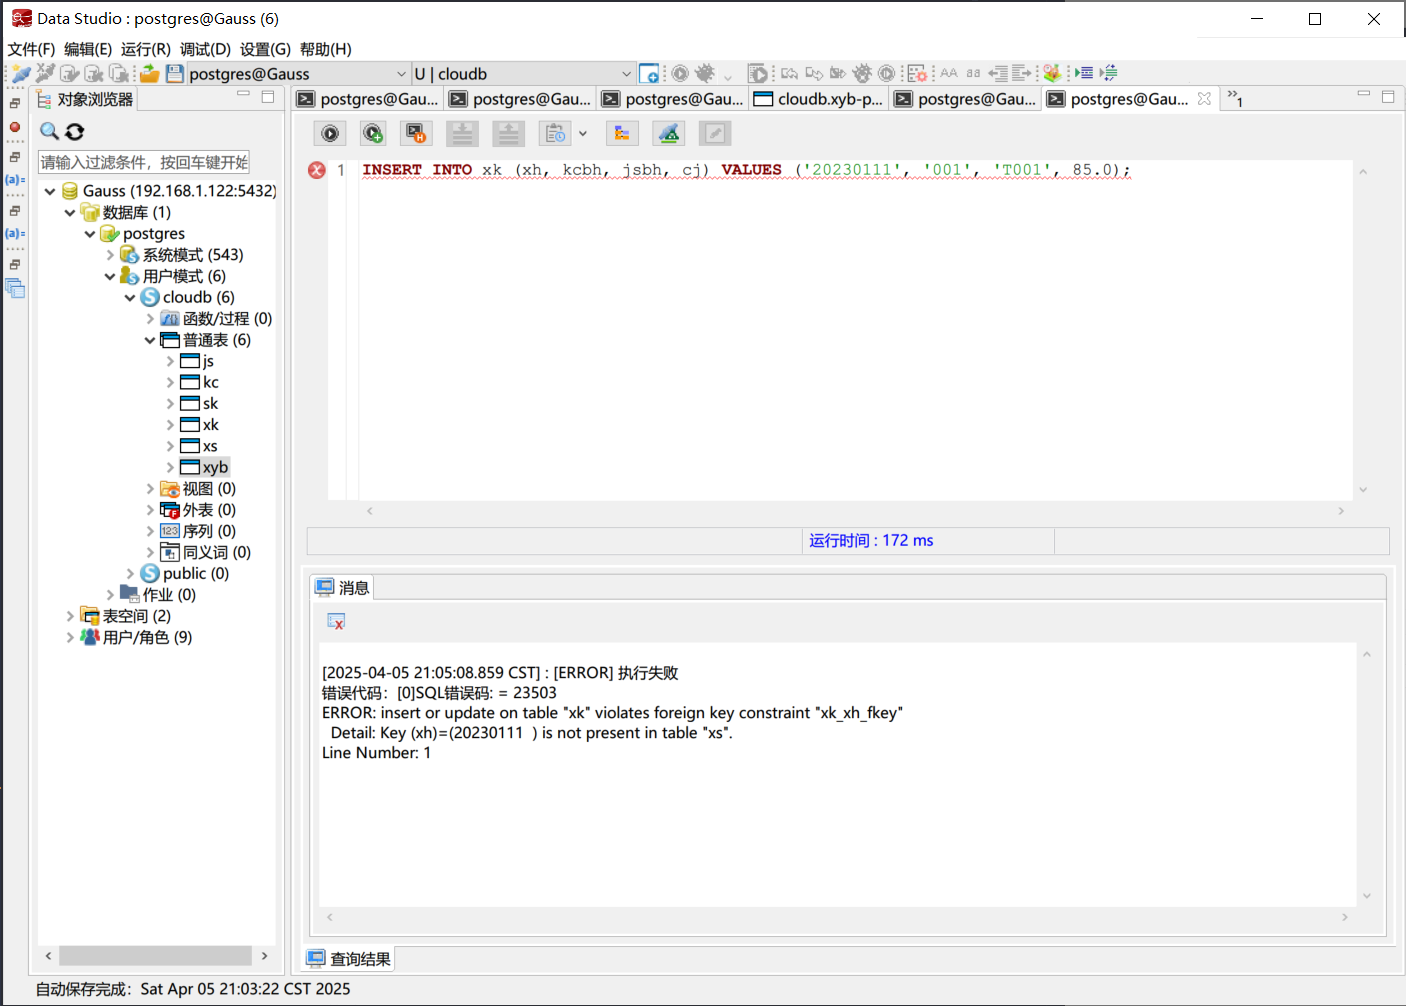 Data Studio : postgres@Gauss (6)
文件(F) 编辑(E) 运行(R) 调试(D) 设置(G) 帮助(H)
postgres@Gauss
U | cloudb
对象浏览器
请输入过滤条件，按回车键开始
Gauss (192.168.1.122:5432)
数据库 (1)
postgres
系统模式 (543)
用户模式 (6)
cloudb (6)
函数/过程 (0)
普通表 (6)
js
kc
sk
xk
xs
xyb
视图 (0)
外表 (0)
序列 (0)
同义词 (0)
public (0)
作业 (0)
表空间 (2)
用户/角色 (9)
postgres@Gau...
postgres@Gau...
postgres@Gau...
cloudb.xyb-p...
postgres@Gau...
postgres@Gau...
»1
1 INSERT INTO xk (xh, kcbh, jsbh, cj) VALUES ('20230111', '001', 'T001', 85.0);
运行时间 : 172 ms
消息
[2025-04-05 21:05:08.859 CST] : [ERROR] 执行失败
错误代码：[0]SQL错误码: = 23503
ERROR: insert or update on table "xk" violates foreign key constraint "xk_xh_fkey"
Detail: Key (xh)=(20230111  ) is not present in table "xs".
Line Number: 1
查询结果
自动保存完成：Sat Apr 05 21:03:22 CST 2025